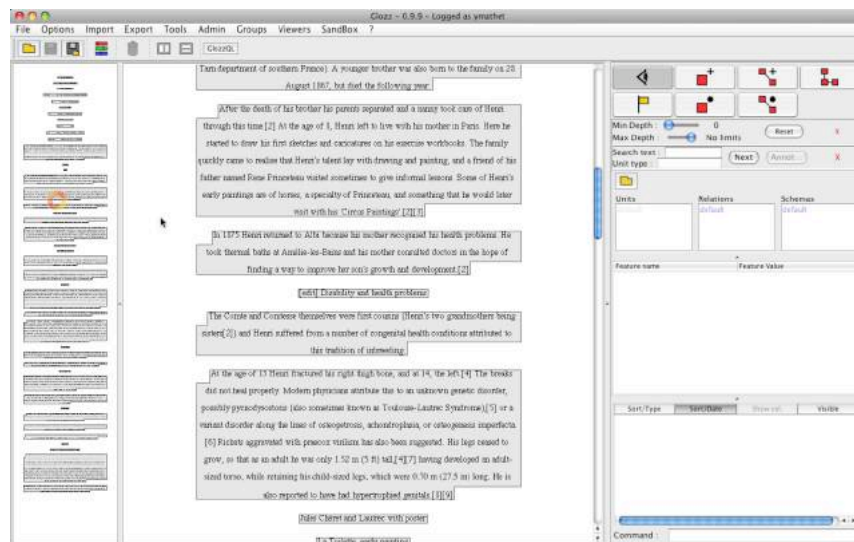 Glozz - 0.9.9 - Logged as ymathet
File Options Import Export Tools Admin Groups Viewers SandBox ?
GlozzQL
Tarn department of southern France). A younger brother was also born to the family on 28
August 1867, but died the following year.
After the death of his brother his parents separated and a nanny took care of Henri
through this time.[2] At the age of 8, Henri left to live with his mother in Paris. Here he
started to draw his first sketches and caricatures on his exercise workbooks. The family
quickly came to realise that Henri's talent lay with drawing and painting, and a friend of his
father named Rene Princeteau visited sometimes to give informal lessons. Some of Henri's
early paintings are of horses, a specialty of Princeteau, and something that he would later
visit with his 'Circus Paintings'.[2][3]
In 1875 Henri returned to Albi because his mother recognised his health problems. He
took thermal baths at Amélie-les-Bains and his mother consulted doctors in the hope of
finding a way to improve her son's growth and development.[2]
[edit] Disability and health problems
The Comte and Comtesse themselves were first cousins (Henri's two grandmothers being
sisters[2]) and Henri suffered from a number of congenital health conditions attributed to
this tradition of inbreeding.
At the age of 13 Henri fractured his right thigh bone, and at 14, the left.[4] The breaks
did not heal properly. Modern physicians attribute this to an unknown genetic disorder,
possibly pycnodysostosis (also sometimes known as Toulouse-Lautrec Syndrome),[5] or a
variant disorder along the lines of osteopetrosis, achondroplasia, or osteogenesis imperfecta.
[6] Rickets aggravated with praecox virilism has also been suggested. His legs ceased to
grow, so that as an adult he was only 1.52 m (5 ft) tall,[4][7] having developed an adult-
sized torso, while retaining his child-sized legs, which were 0.70 m (27.5 in) long. He is
also reported to have had hypertrophied genitals.[8][9]
Jules Chéret and Lautrec with poster
La Toilette, early painting
Min Depth : 0
Max Depth : No limits
Reset
X
Search text :
Unit type :
Next
Annot...
X
Units Relations Schemas
default default
Feature name Feature Value
Sort/Type Sort/Date Visible
Command :